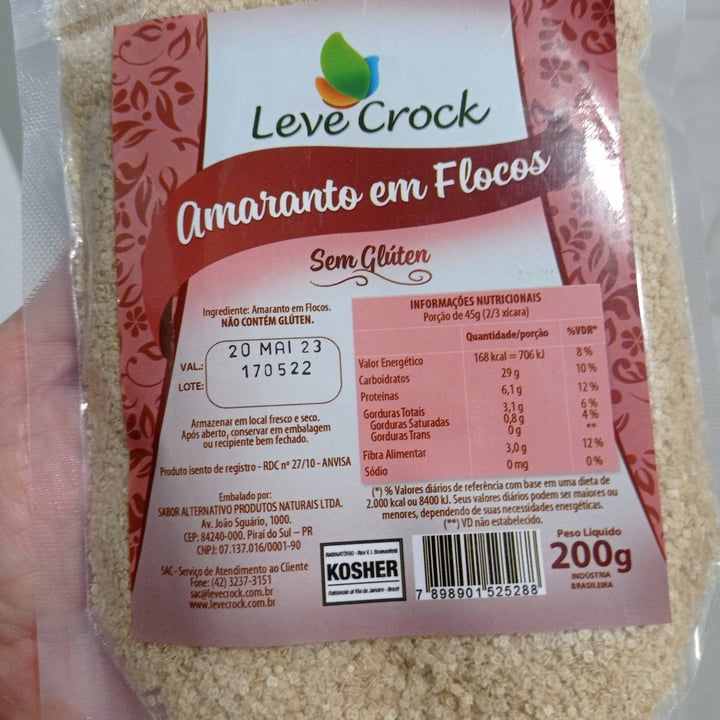 Leve Crock
Amaranto em Flocos
Sem Glúten
Ingrediente: Amaranto em Flocos.
NÃO CONTÉM GLÚTEN.
VAL.: 20 MAI 23
LOTE: 170522
Armazenar em local fresco e seco.
Após aberto, conservar em embalagem
ou recipiente bem fechado.
Produto isento de registro - RDC nº 27/10 - ANVISA
Embalado por:
SABOR ALTERNATIVO PRODUTOS NATURAIS LTDA.
Av. João Sguário, 1000.
CEP: 84240-000. Piraí do Sul – PR
CNPJ: 07.137.016/0001-90
SAC - Serviço de Atendimento ao Cliente
Fone: (42) 3237-3151
sac@levecrock.com.br
www.levecrock.com.br
INFORMAÇÕES NUTRICIONAIS
Porção de 45g (2/3 xícara)
Quantidade/porção %VDR*
Valor Energético 168 kcal = 706 kJ 8%
Carboidratos 29 g 10%
Proteínas 6,1 g 12%
Gorduras Totais 3,1 g 6%
Gorduras Saturadas 0,8 g 4%
Gorduras Trans 0 g **
Fibra Alimentar 3,0 g 12%
Sódio 0 mg 0%
(*) % Valores diários de referência com base em uma dieta de
2.000 kcal ou 8400 kJ. Seus valores diários podem ser maiores ou
menores, dependendo de suas necessidades energéticas.
(**) VD não estabelecido.
KOSHER
7 898901 525288
Peso Líquido
200g
INDÚSTRIA
BRASILEIRA